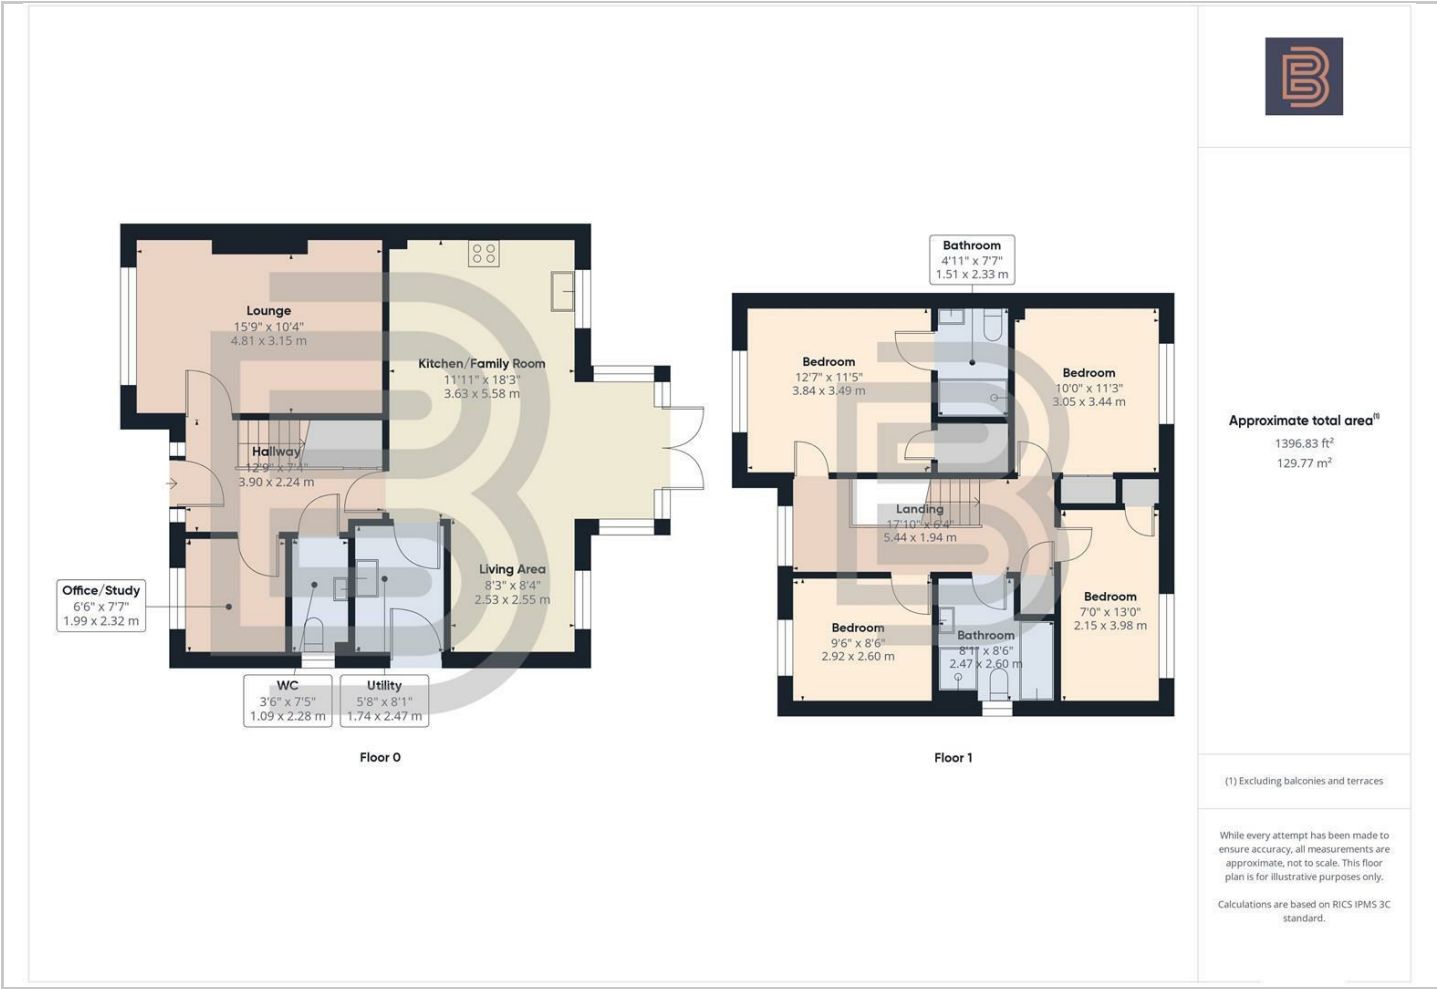 Lounge
15'9" x 10'4"
4.81 x 3.15 m
Kitchen/Family Room
11'11" x 18'3"
3.63 x 5.58 m
Hallway
12'9" x 7'4"
3.90 x 2.24 m
Living Area
8'3" x 8'4"
2.53 x 2.55 m
Office/Study
6'6" x 7'7"
1.99 x 2.32 m
WC
3'6" x 7'5"
1.09 x 2.28 m
Utility
5'8" x 8'1"
1.74 x 2.47 m
Floor 0
Bathroom
4'11" x 7'7"
1.51 x 2.33 m
Bedroom
12'7" x 11'5"
3.84 x 3.49 m
Bedroom
10'0" x 11'3"
3.05 x 3.44 m
Landing
17'10" x 6'4"
5.44 x 1.94 m
Bedroom
7'0" x 13'0"
2.15 x 3.98 m
Bedroom
9'6" x 8'6"
2.92 x 2.60 m
Bathroom
8'1" x 8'6"
2.47 x 2.60 m
Floor 1
B
Approximate total area⁽¹⁾
1396.83 ft²
129.77 m²
(1) Excluding balconies and terraces
While every attempt has been made to
ensure accuracy, all measurements are
approximate, not to scale. This floor
plan is for illustrative purposes only.
Calculations are based on RICS IPMS 3C
standard.